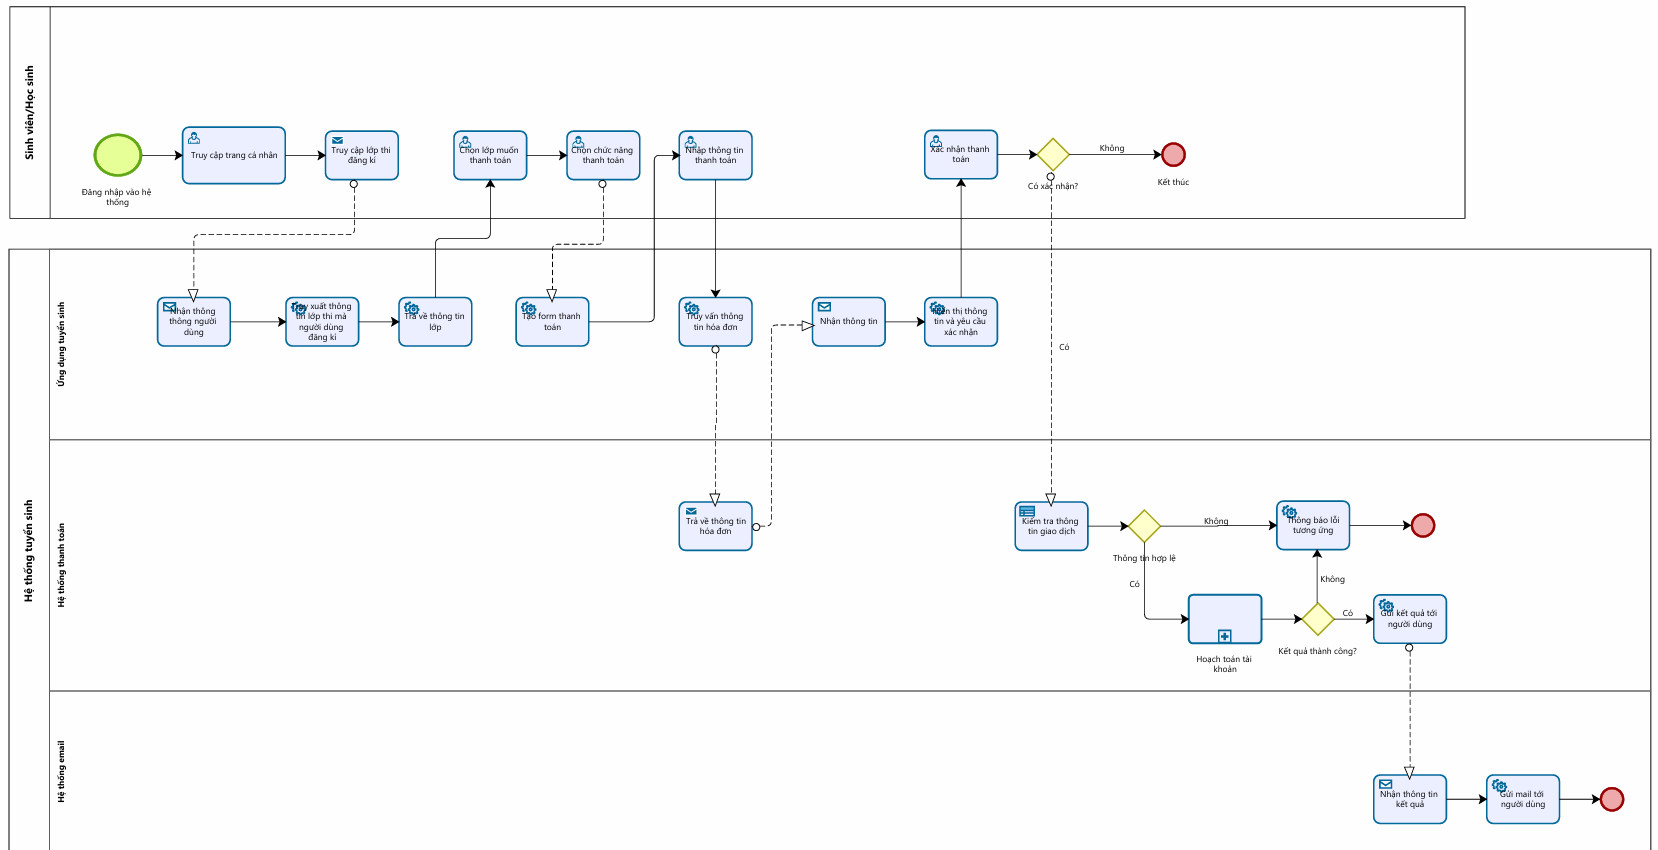 Sinh viên/Học sinh
Đăng nhập vào hệ
thống
Truy cập trang cá nhân
Truy cập lớp thi
đăng kí
Chọn lớp muốn
thanh toán
Chọn chức năng
thanh toán
Nhập thông tin
thanh toán
Xác nhận thanh
toán
Có xác nhận?
Không
Kết thúc
Hệ thống tuyển sinh
Ứng dụng tuyển sinh
Nhận thông
thông người
dùng
Truy xuất thông
tin lớp thi mà
người dùng
đăng kí
Trả về thông tin
lớp
Tạo form thanh
toán
Truy vấn thông
tin hóa đơn
Nhận thông tin
Hiển thị thông
tin và yêu cầu
xác nhận
Có
Hệ thống thanh toán
Trả về thông tin
hóa đơn
Kiểm tra thông
tin giao dịch
Thông tin hợp lệ
Không
Có
Thông báo lỗi
tương ứng
Hoạch toán tài
khoản
Kết quả thành công?
Không
Có
Gửi kết quả tới
người dùng
Hệ thống email
Nhận thông tin
kết quả
Gửi mail tới
người dùng